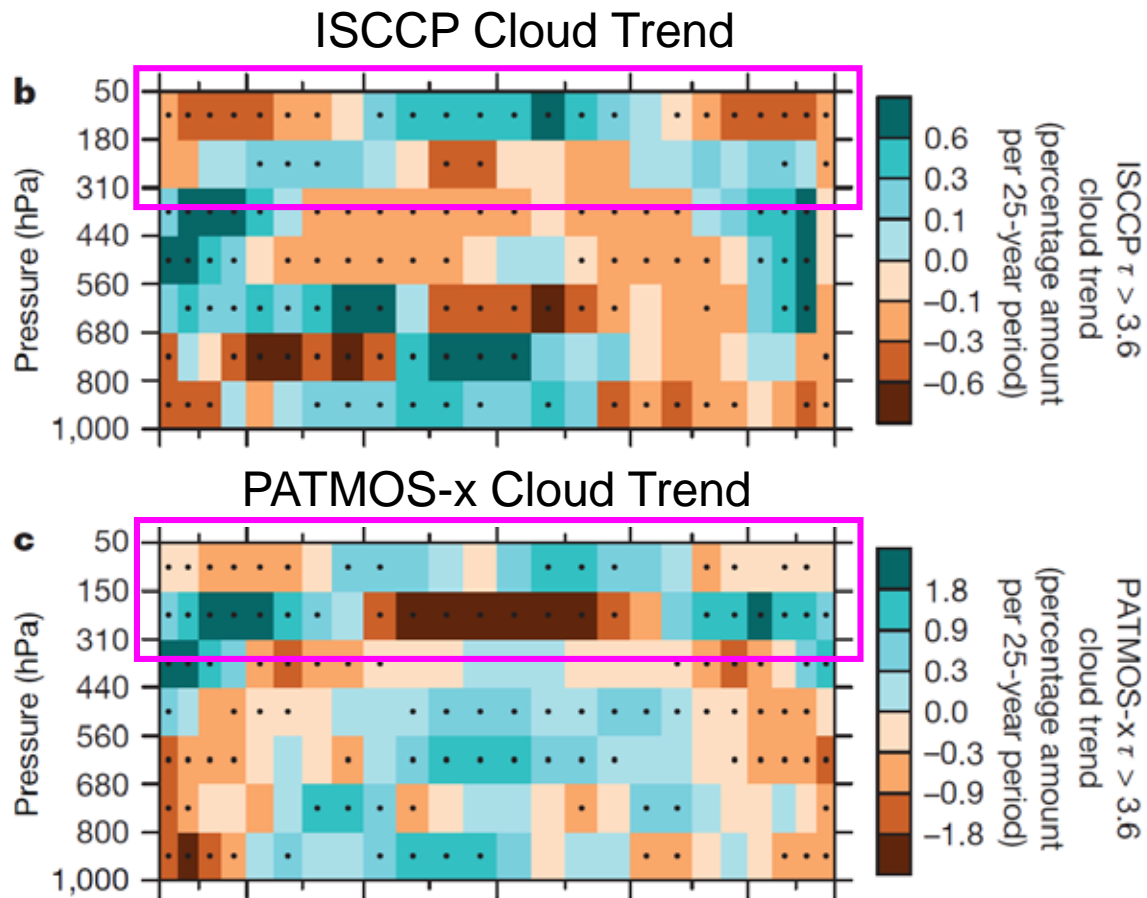 ISCCP Cloud Trend
b
50
180
310
440
560
680
800
1,000
Pressure (hPa)
0.6
0.3
0.1
0.0
−0.1
−0.3
−0.6
ISCCP τ > 3.6
cloud trend
(percentage amount
per 25-year period)
PATMOS-x Cloud Trend
c
50
150
310
440
560
680
800
1,000
Pressure (hPa)
1.8
0.9
0.3
0.0
−0.3
−0.9
−1.8
PATMOS-x τ > 3.6
cloud trend
(percentage amount
per 25-year period)